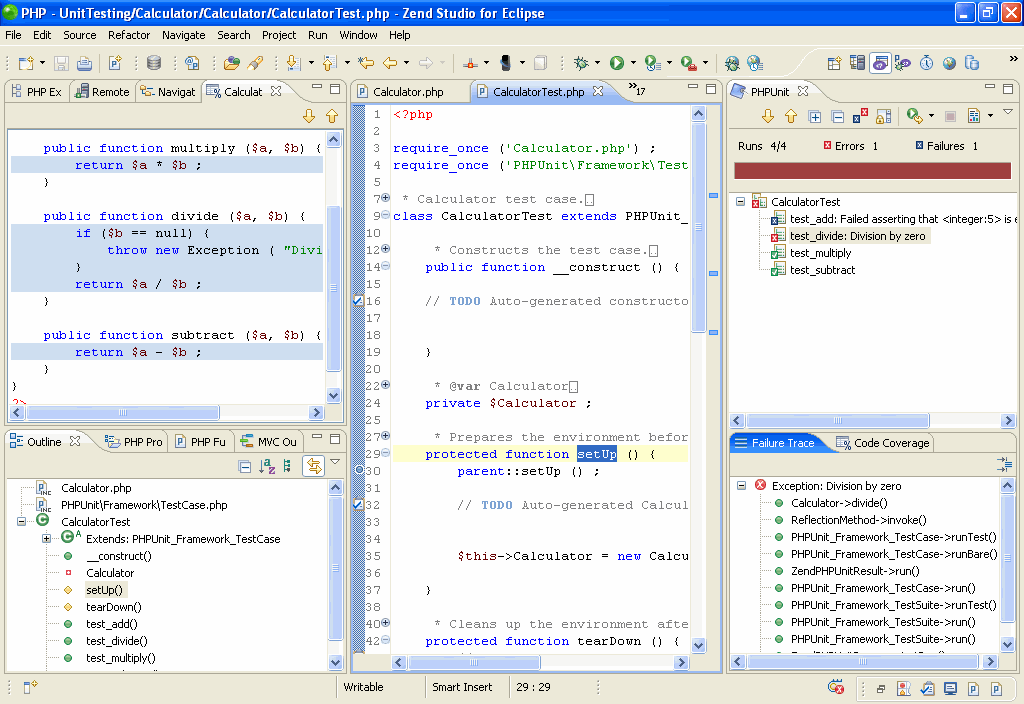 PHP - UnitTesting/Calculator/Calculator/CalculatorTest.php - Zend Studio for Eclipse
File Edit Source Refactor Navigate Search Project Run Window Help
PHP Ex Remote Navigat Calculat
public function multiply ($a, $b) {
return $a * $b ;
}
public function divide ($a, $b) {
if ($b == null) {
throw new Exception ( "Divi
}
return $a / $b ;
}
public function subtract ($a, $b) {
return $a - $b ;
}
}
?>
Outline PHP Pro PHP Fu MVC Ou
Calculator.php
PHPUnit\Framework\TestCase.php
CalculatorTest
Extends: PHPUnit_Framework_TestCase
__construct()
Calculator
setUp()
tearDown()
test_add()
test_divide()
test_multiply()
Calculator.php CalculatorTest.php »17
1 <?php
2
3 require_once ('Calculator.php') ;
4 require_once ('PHPUnit\Framework\Test
5
7 * Calculator test case.
9 class CalculatorTest extends PHPUnit_
10
12 * Constructs the test case.
14 public function __construct () {
15
16 // TODO Auto-generated constructo
17
18
19 }
20
22 * @var Calculator
24 private $Calculator ;
25
27 * Prepares the environment befor
29 protected function setUp () {
30 parent::setUp () ;
31
32 // TODO Auto-generated Calcul
33
34
35 $this->Calculator = new Calcu
36
37 }
38
40 * Cleans up the environment afte
42 protected function tearDown () {
PHPUnit
Runs 4/4 Errors 1 Failures 1
CalculatorTest
test_add: Failed asserting that <integer:5> is e
test_divide: Division by zero
test_multiply
test_subtract
Failure Trace Code Coverage
Exception: Division by zero
Calculator->divide()
ReflectionMethod->invoke()
PHPUnit_Framework_TestCase->runTest()
PHPUnit_Framework_TestCase->runBare()
ZendPHPUnitResult->run()
PHPUnit_Framework_TestCase->run()
PHPUnit_Framework_TestSuite->runTest()
PHPUnit_Framework_TestSuite->run()
PHPUnit_Framework_TestSuite->run()
Writable Smart Insert 29 : 29